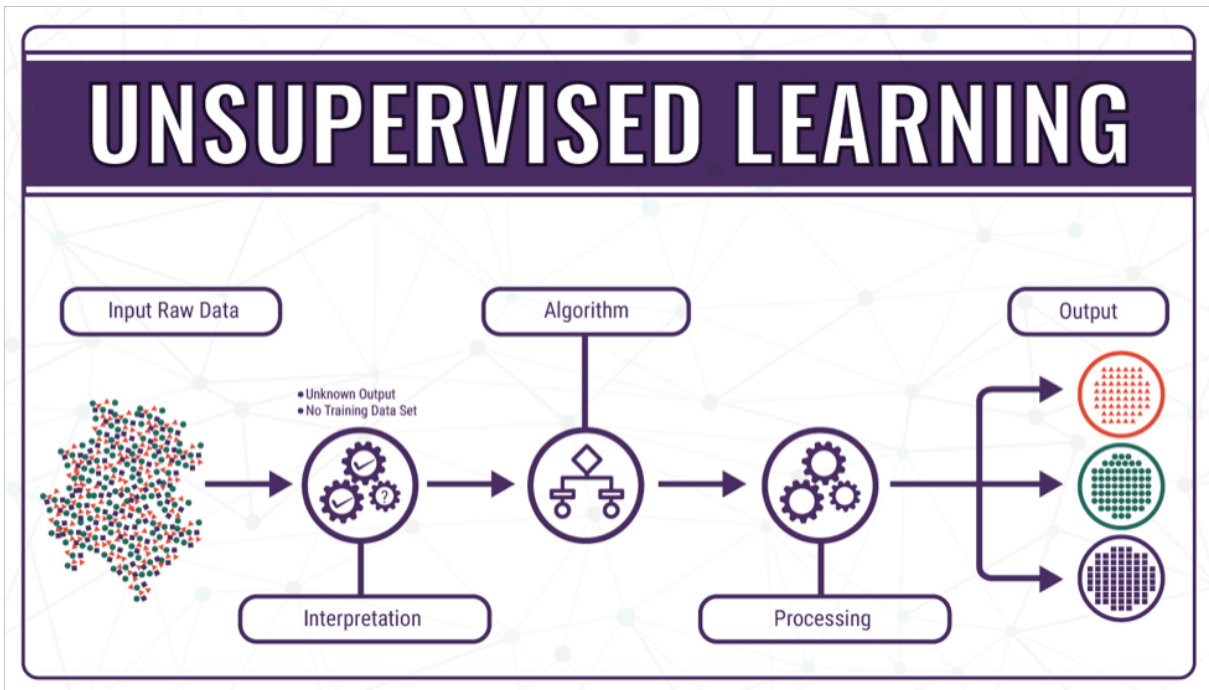 UNSUPERVISED LEARNING
Input Raw Data
Algorithm
Output
● Unknown Output
● No Training Data Set
?
Interpretation
Processing